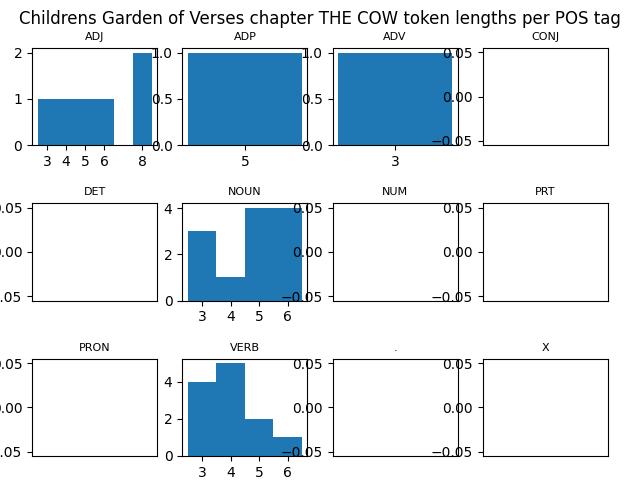 Childrens Garden of Verses chapter THE COW token lengths per POS tag
ADJ ADP ADV CONJ
2 1.0 1.0 0.05
1 0.5 0.5 0.00
0 0.0 0.0 −0.05
3 4 5 6 8 5 3
DET NOUN NUM PRT
0.05 4 0.05 0.05
0.00 2 0.00 0.00
0.05 0 −0.05 −0.05
3 4 5 6
PRON VERB . X
0.05 4 0.05 0.05
0.00 2 0.00 0.00
0.05 0 −0.05 −0.05
3 4 5 6